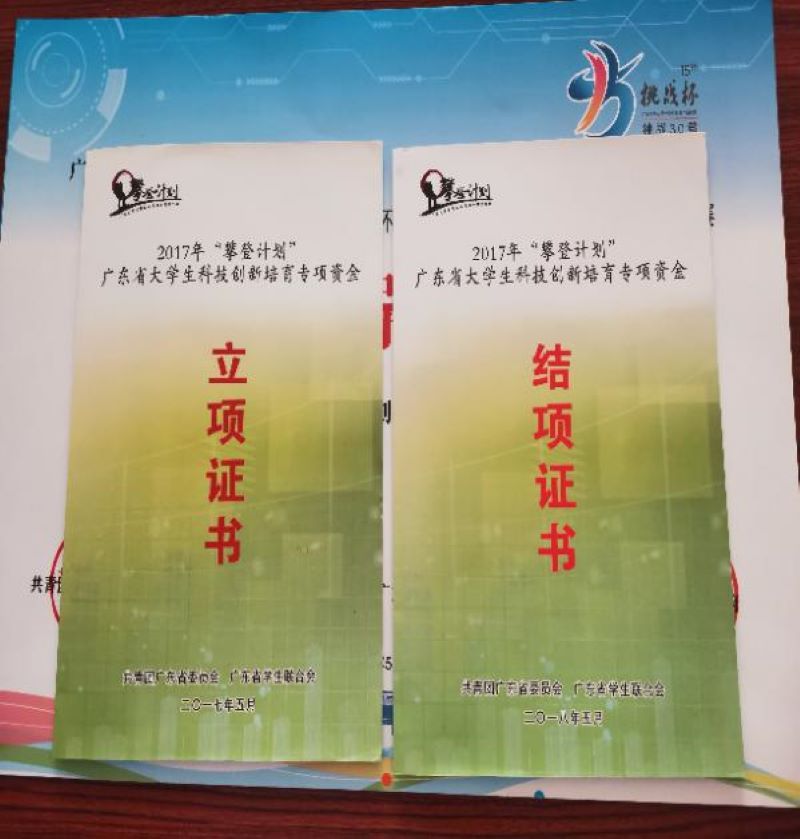 15th
挑战杯
攀登计划
2017年“攀登计划”
广东省大学生科技创新培育专项资金
立项证书
共青团广东省委员会 广东省学生联合会
二〇一七年五月
攀登计划
2017年“攀登计划”
广东省大学生科技创新培育专项资金
结项证书
共青团广东省委员会 广东省学生联合会
二〇一八年五月
共青团